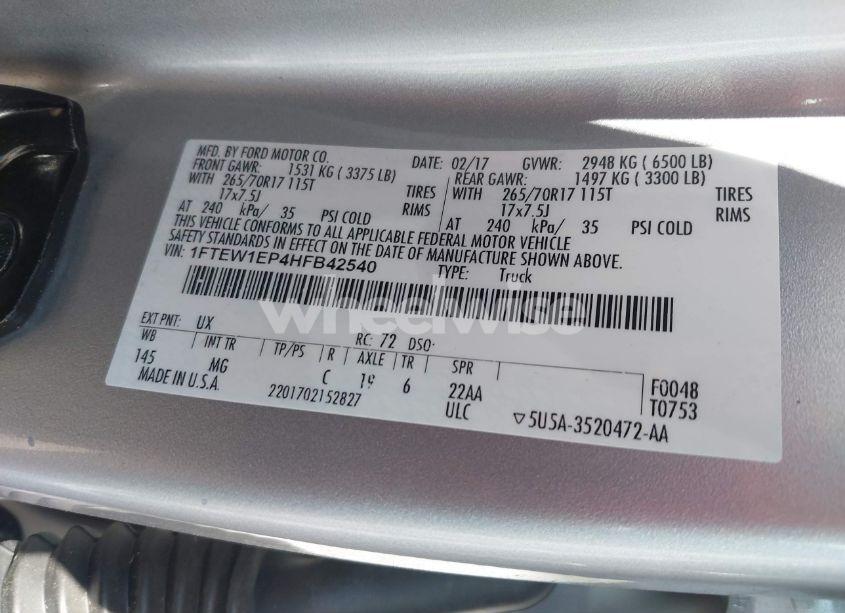 MFD. BY FORD MOTOR CO. DATE: 02/17 GVWR: 2948 KG ( 6500 LB)
FRONT GAWR: 1531 KG ( 3375 LB) REAR GAWR: 1497 KG ( 3300 LB)
WITH 265/70R17 115T TIRES WITH 265/70R17 115T TIRES
17x7.5J RIMS 17x7.5J RIMS
AT 240 kPa/ 35 PSI COLD AT 240 kPa/ 35 PSI COLD
THIS VEHICLE CONFORMS TO ALL APPLICABLE FEDERAL MOTOR VEHICLE
SAFETY STANDARDS IN EFFECT ON THE DATE OF MANUFACTURE SHOWN ABOVE.
VIN: 1FTEW1EP4HFB42540 TYPE: Truck
wheelwise
EXT PNT: UX RC: 72 DSO:
WB INT TR TP/PS R AXLE TR SPR
145 MG C 19 6 22AA F0048
MADE IN U.S.A. 2201702152827 ULC T0753
▽5U5A-3520472-AA